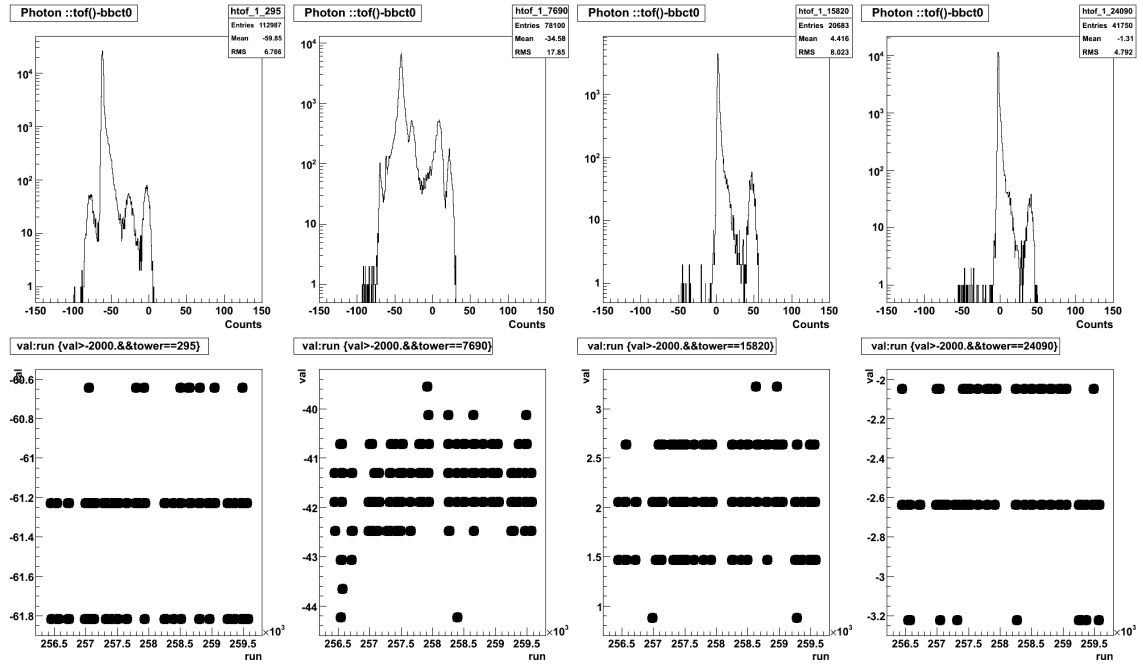 Photon ::tof()-bbct0
htof_1_295
Entries 112987
Mean -59.85
RMS 6.766
10^4
10^3
10^2
10
1
-150 -100 -50 0 50 100 150
Counts
Photon ::tof()-bbct0
htof_1_7690
Entries 78100
Mean -34.58
RMS 17.85
10^4
10^3
10^2
10
1
-150 -100 -50 0 50 100 150
Counts
Photon ::tof()-bbct0
htof_1_15820
Entries 20683
Mean 4.416
RMS 8.023
10^3
10^2
10
1
-150 -100 -50 0 50 100 150
Counts
Photon ::tof()-bbct0
htof_1_24090
Entries 41750
Mean -1.31
RMS 4.792
10^4
10^3
10^2
10
1
-150 -100 -50 0 50 100 150
Counts
val:run {val>-2000.&&tower==295}
val
-60.6
-60.8
-61
-61.2
-61.4
-61.6
-61.8
256.5 257 257.5 258 258.5 259 259.5
×10^3
run
val:run {val>-2000.&&tower==7690}
val
-40
-41
-42
-43
-44
256.5 257 257.5 258 258.5 259 259.5
×10^3
run
val:run {val>-2000.&&tower==15820}
val
3
2.5
2
1.5
1
256.5 257 257.5 258 258.5 259 259.5
×10^3
run
val:run {val>-2000.&&tower==24090}
val
-2
-2.2
-2.4
-2.6
-2.8
-3
-3.2
256.5 257 257.5 258 258.5 259 259.5
×10^3
run